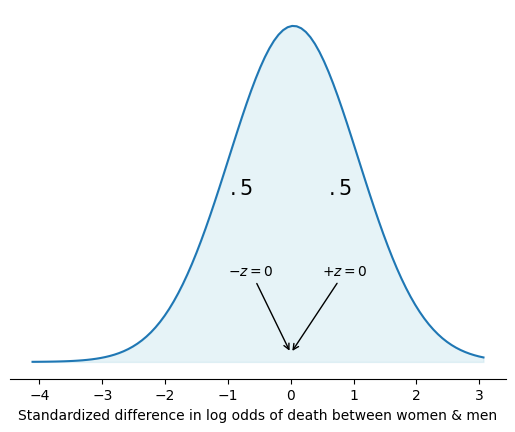 .5 .5
−z = 0 +z = 0
−4 −3 −2 −1 0 1 2 3
Standardized difference in log odds of death between women & men